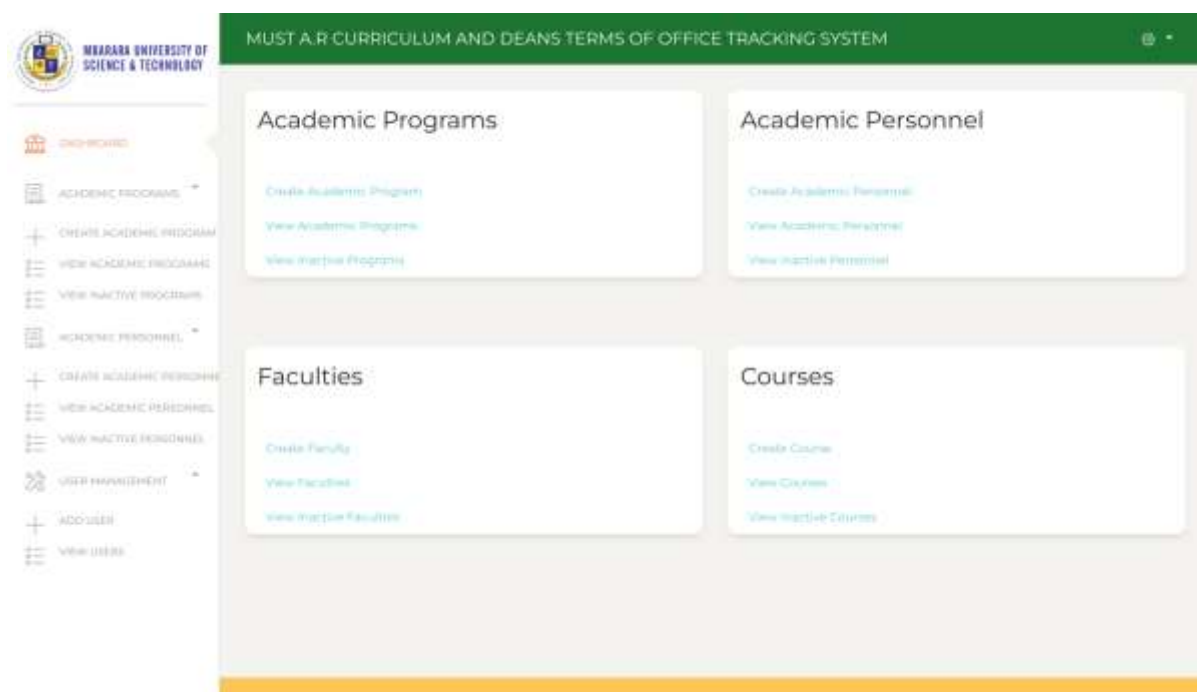 MBARARA UNIVERSITY OF
SCIENCE & TECHNOLOGY
DASHBOARD
ACADEMIC PROGRAMS
CREATE ACADEMIC PROGRAM
VIEW ACADEMIC PROGRAMS
VIEW INACTIVE PROGRAMS
ACADEMIC PERSONNEL
CREATE ACADEMIC PERSONNE
VIEW ACADEMIC PERSONNEL
VIEW INACTIVE PERSONNEL
USER MANAGEMENT
ADD USER
VIEW USERS
MUST A.R CURRICULUM AND DEANS TERMS OF OFFICE TRACKING SYSTEM
Academic Programs
Create Academic Program
View Academic Programs
View Inactive Programs
Academic Personnel
Create Academic Personnel
View Academic Personnel
View Inactive Personnel
Faculties
Create Faculty
View Faculties
View Inactive Faculties
Courses
Create Course
View Courses
View Inactive Courses